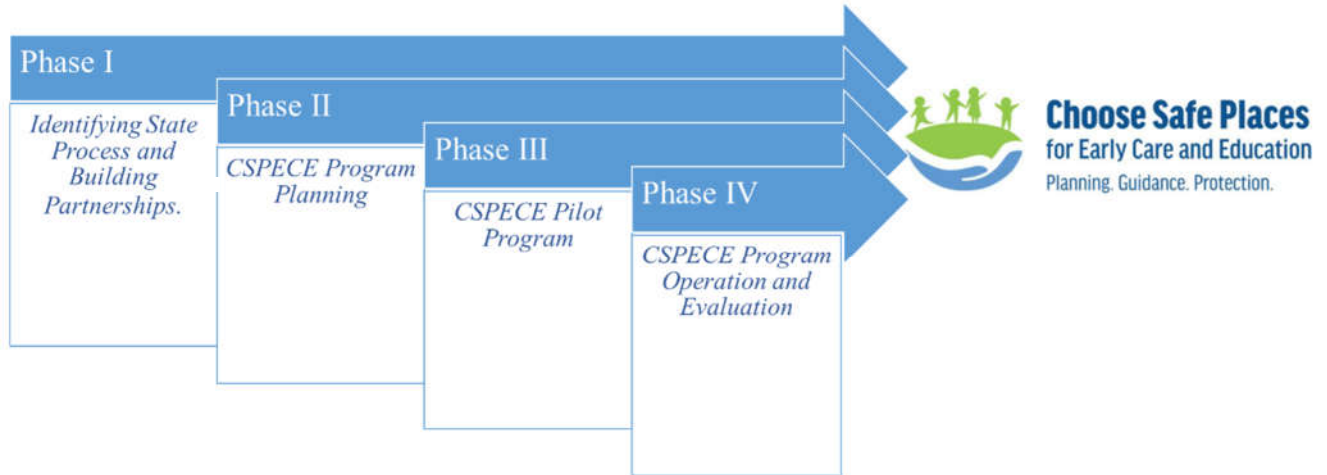 Phase I
Identifying State
Process and
Building
Partnerships.
Phase II
CSPECE Program
Planning
Phase III
CSPECE Pilot
Program
Phase IV
CSPECE Program
Operation and
Evaluation
Choose Safe Places
for Early Care and Education
Planning. Guidance. Protection.